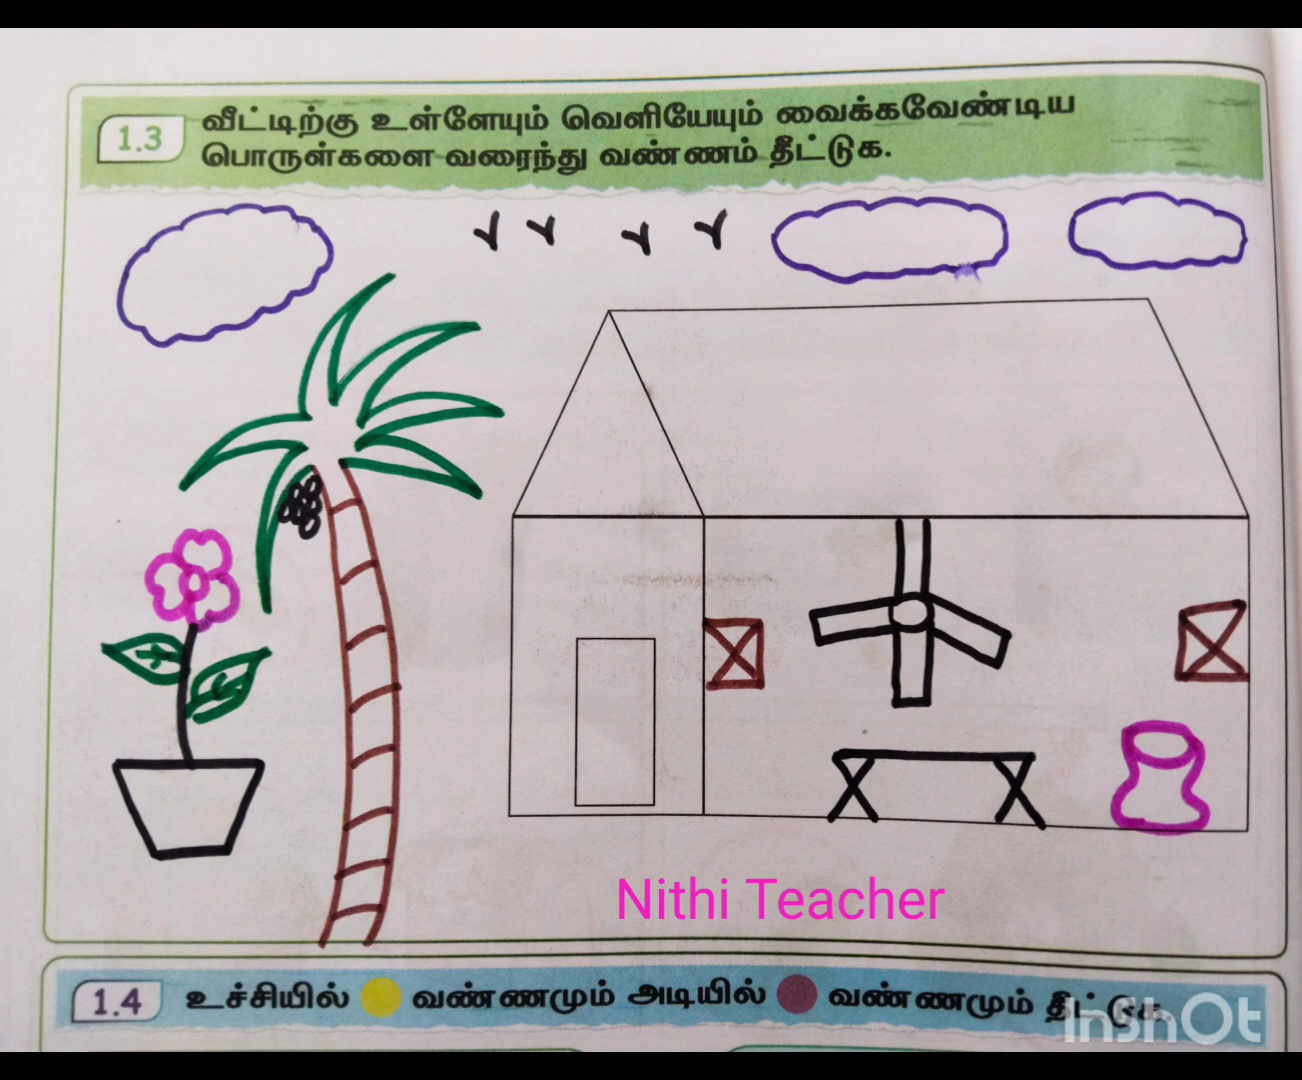 1.3 வீட்டிற்கு உள்ளேயும் வெளியேயும் வைக்கவேண்டிய
பொருள்களை வரைந்து வண்ணம் தீட்டுக.
Nithi Teacher
1.4 உச்சியில் வண்ணமும் அடியில் வண்ணமும் தீட்டுக.
InShOt